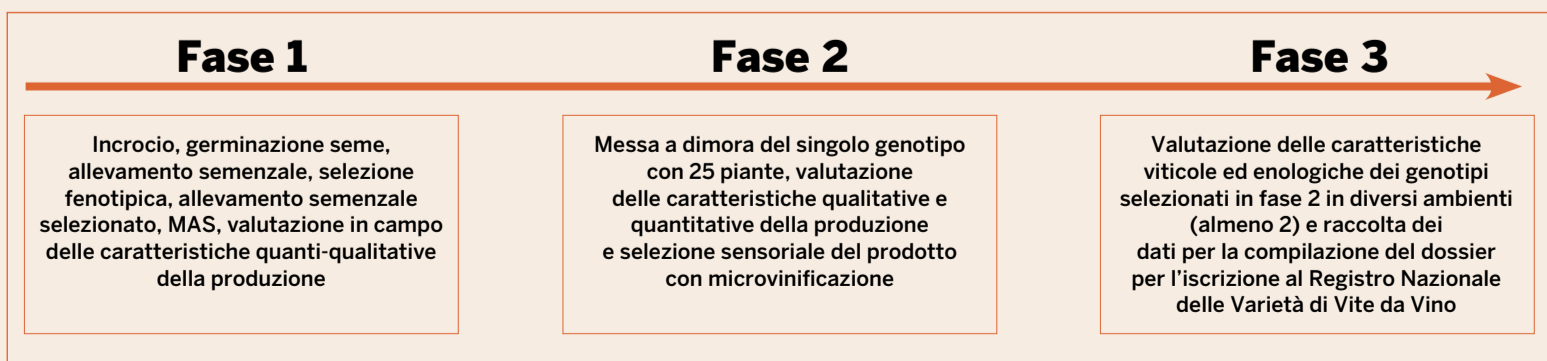 Fase 1
Incrocio, germinazione seme,
allevamento semenzale, selezione
fenotipica, allevamento semenzale
selezionato, MAS, valutazione in campo
delle caratteristiche quanti-qualitative
della produzione
Fase 2
Messa a dimora del singolo genotipo
con 25 piante, valutazione
delle caratteristiche qualitative e
quantitative della produzione
e selezione sensoriale del prodotto
con microvinificazione
Fase 3
Valutazione delle caratteristiche
viticole ed enologiche dei genotipi
selezionati in fase 2 in diversi ambienti
(almeno 2) e raccolta dei
dati per la compilazione del dossier
per l'iscrizione al Registro Nazionale
delle Varietà di Vite da Vino